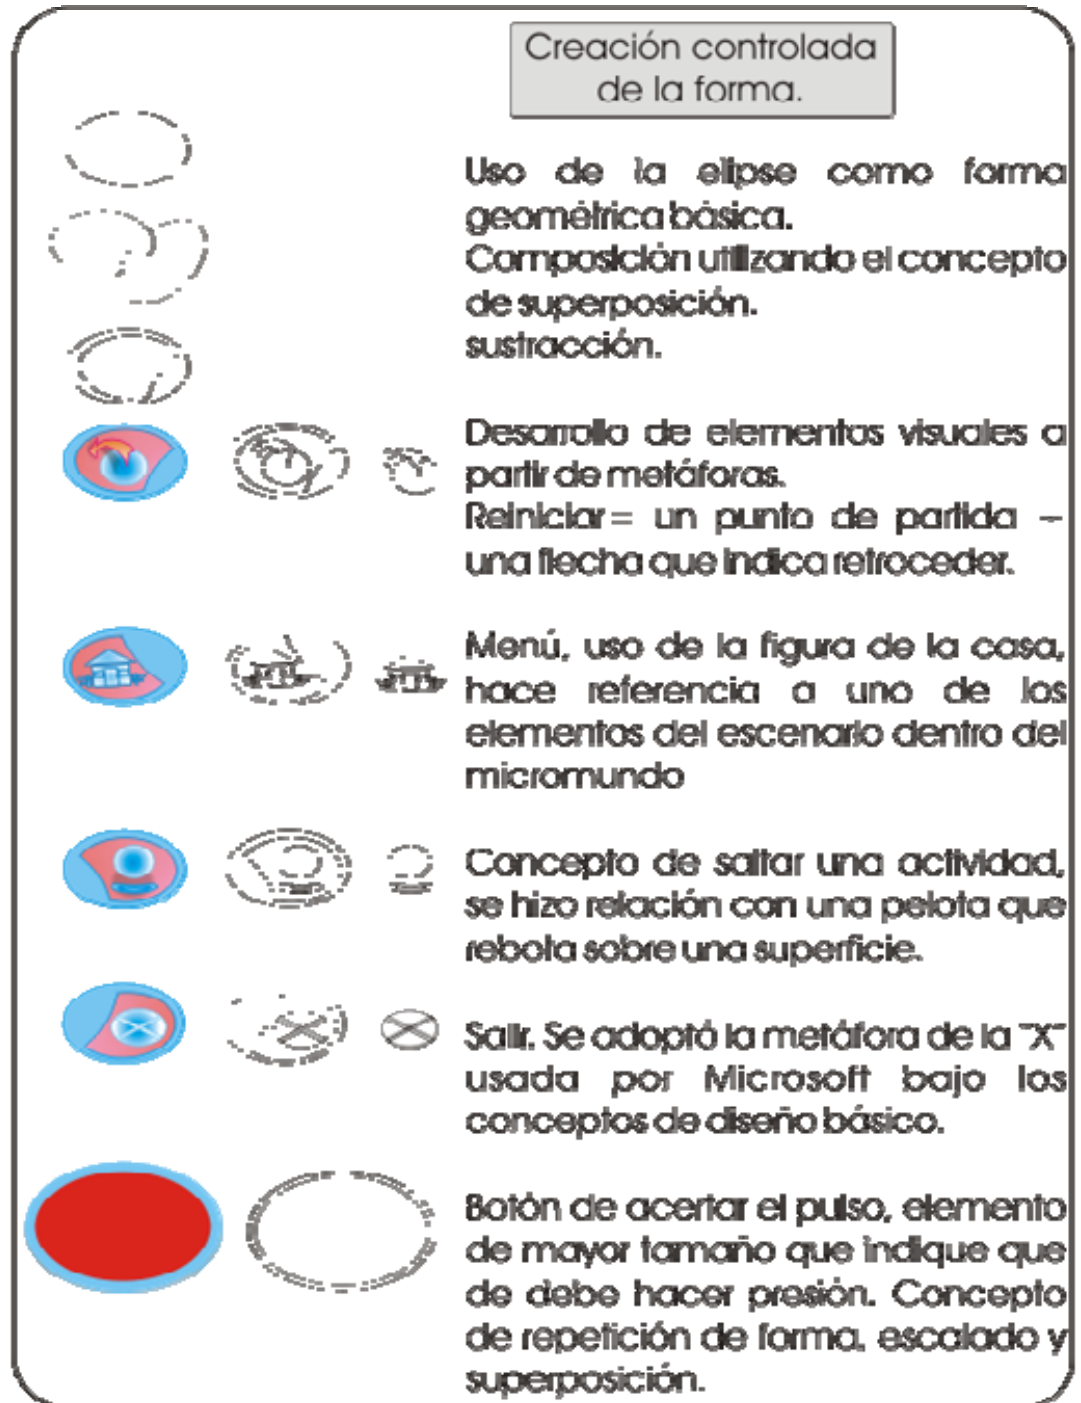 Creación controlada
de la forma.
Uso de la elipse como forma
geométrica básica.
Composición utilizando el concepto
de superposición.
sustracción.
Desarrollo de elementos visuales a
partir de metáforas.
Reiniciar = un punto de partida –
una flecha que indica retroceder.
Menú, uso de la figura de la casa,
hace referencia a uno de los
elementos del escenario dentro del
micromundo
Concepto de saltar una actividad,
se hizo relación con una pelota que
rebota sobre una superficie.
Salir. Se adoptó la metáfora de la "X"
usada por Microsoft bajo los
conceptos de diseño básico.
Botón de acertar el pulso, elemento
de mayor tamaño que indique que
de debe hacer presión. Concepto
de repetición de forma, escalado y
superposición.